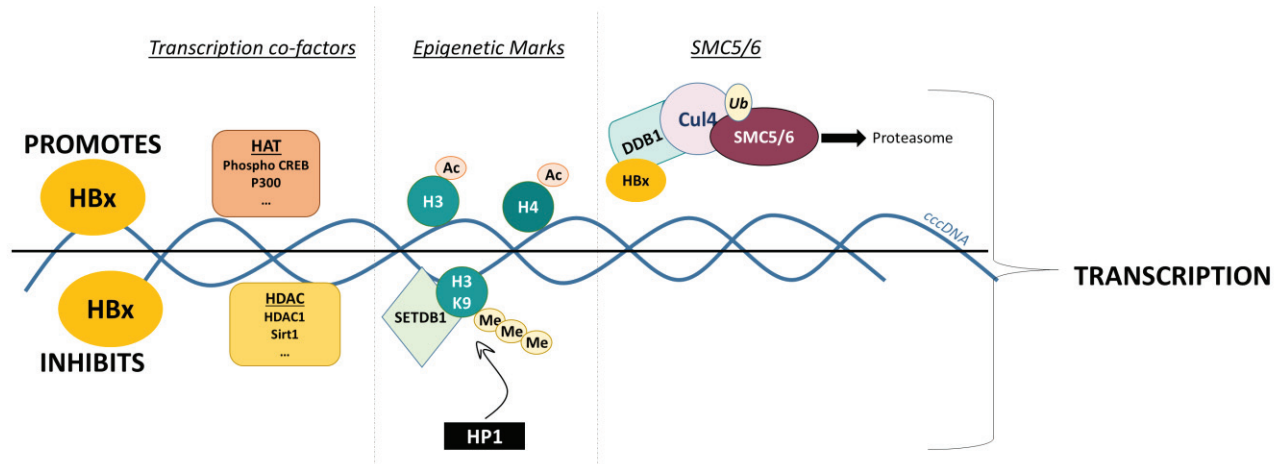 Transcription co-factors
Epigenetic Marks
SMC5/6
PROMOTES
HBx
HAT
Phospho CREB
P300
...
Ac
H3
Ac
H4
DDB1
Cul4
Ub
SMC5/6
Proteasome
HBx
cccDNA
TRANSCRIPTION
HBx
INHIBITS
HDAC
HDAC1
Sirt1
...
SETDB1
H3
K9
Me
Me
Me
HP1